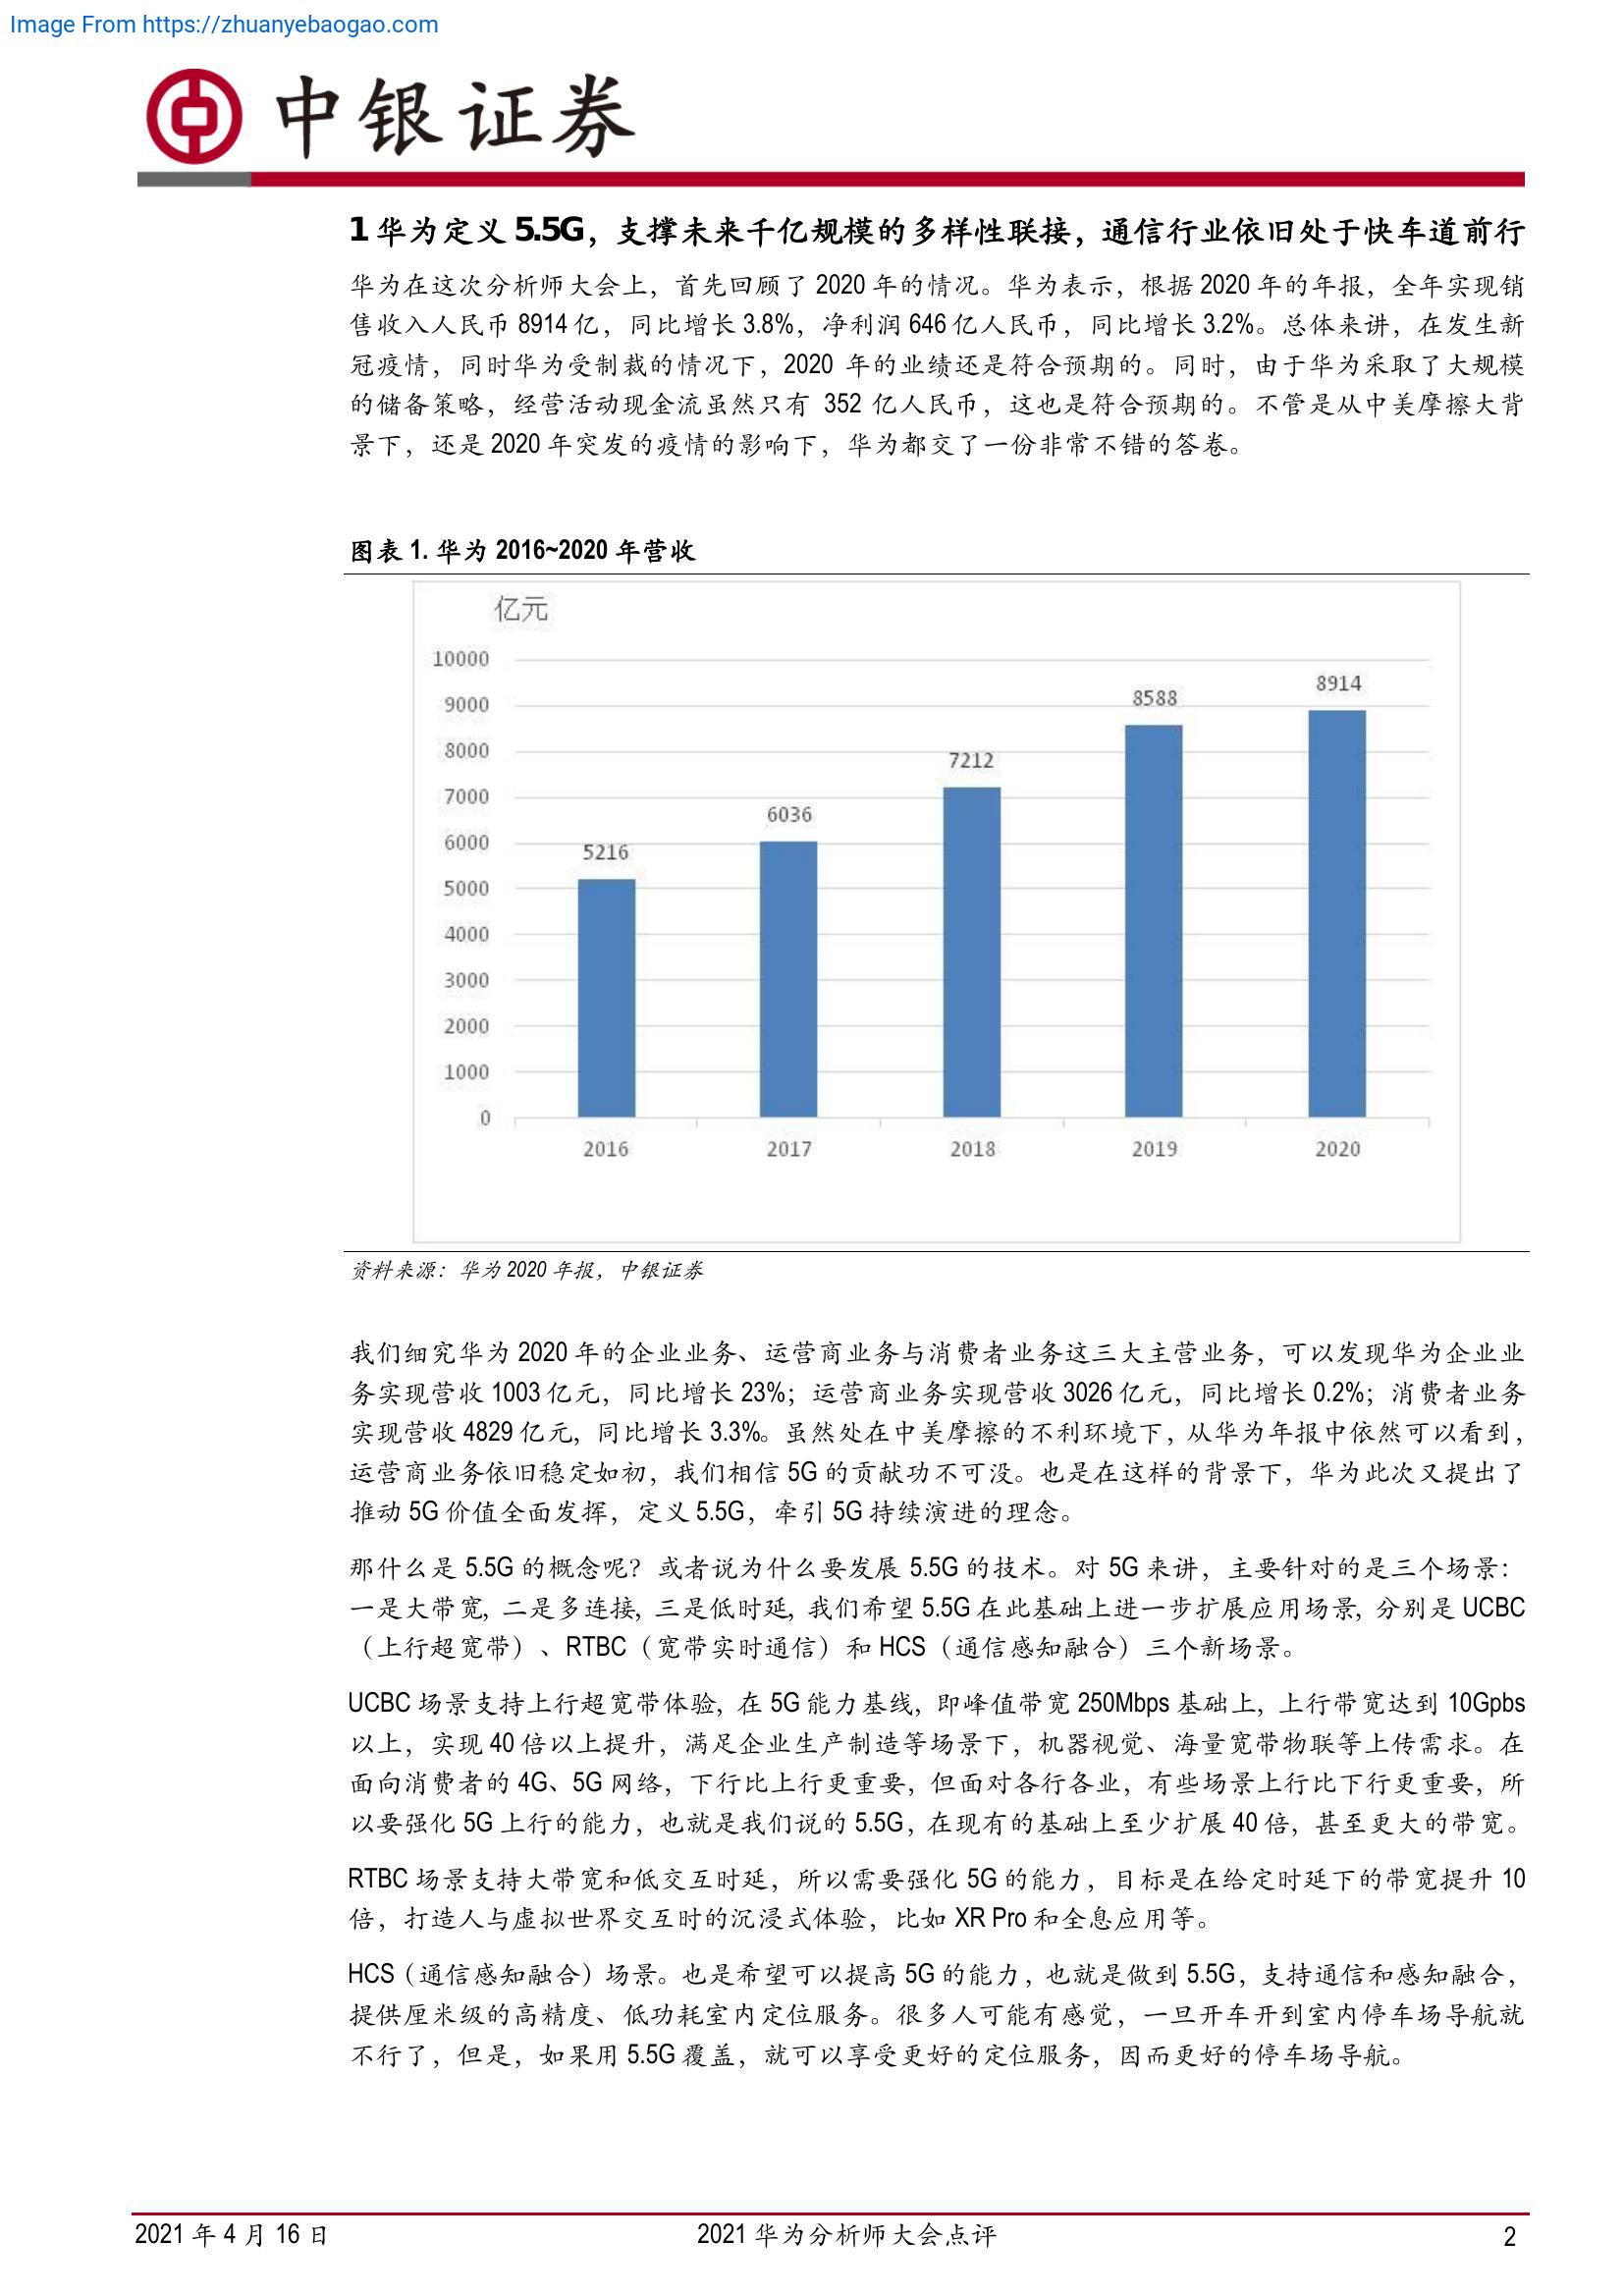 Image From https://zhuanyebaogao.com
中银证券
1 华为定义 5.5G，支撑未来千亿规模的多样性联接，通信行业依旧处于快车道前行
华为在这次分析师大会上，首先回顾了 2020 年的情况。华为表示，根据 2020 年的年报，全年实现销
售收入人民币 8914 亿，同比增长 3.8%，净利润 646 亿人民币，同比增长 3.2%。总体来讲，在发生新
冠疫情，同时华为受制裁的情况下，2020 年的业绩还是符合预期的。同时，由于华为采取了大规模
的储备策略，经营活动现金流虽然只有 352 亿人民币，这也是符合预期的。不管是从中美摩擦大背
景下，还是 2020 年突发的疫情的影响下，华为都交了一份非常不错的答卷。
图表 1. 华为 2016~2020 年营收
亿元
10000
9000
8000
7000
6000
5000
4000
3000
2000
1000
0
5216
6036
7212
8588
8914
2016 2017 2018 2019 2020
资料来源：华为 2020 年报，中银证券
我们细究华为 2020 年的企业业务、运营商业务与消费者业务这三大主营业务，可以发现华为企业业
务实现营收 1003 亿元，同比增长 23%；运营商业务实现营收 3026 亿元，同比增长 0.2%；消费者业务
实现营收 4829 亿元，同比增长 3.3%。虽然处在中美摩擦的不利环境下，从华为年报中依然可以看到，
运营商业务依旧稳定如初，我们相信 5G 的贡献功不可没。也是在这样的背景下，华为此次又提出了
推动 5G 价值全面发挥，定义 5.5G，牵引 5G 持续演进的理念。
那什么是 5.5G 的概念呢？或者说为什么要发展 5.5G 的技术。对 5G 来讲，主要针对的是三个场景：
一是大带宽，二是多连接，三是低时延，我们希望 5.5G 在此基础上进一步扩展应用场景，分别是 UCBC
（上行超宽带）、RTBC（宽带实时通信）和 HCS（通信感知融合）三个新场景。
UCBC 场景支持上行超宽带体验，在 5G 能力基线，即峰值带宽 250Mbps 基础上，上行带宽达到 10Gpbs
以上，实现 40 倍以上提升，满足企业生产制造等场景下，机器视觉、海量宽带物联等上传需求。在
面向消费者的 4G、5G 网络，下行比上行更重要，但面对各行各业，有些场景上行比下行更重要，所
以要强化 5G 上行的能力，也就是我们说的 5.5G，在现有的基础上至少扩展 40 倍，甚至更大的带宽。
RTBC 场景支持大带宽和低交互时延，所以需要强化 5G 的能力，目标是在给定时延下的带宽提升 10
倍，打造人与虚拟世界交互时的沉浸式体验，比如 XR Pro 和全息应用等。
HCS（通信感知融合）场景。也是希望可以提高 5G 的能力，也就是做到 5.5G，支持通信和感知融合，
提供厘米级的高精度、低功耗室内定位服务。很多人可能有感觉，一旦开车开到室内停车场导航就
不行了，但是，如果用 5.5G 覆盖，就可以享受更好的定位服务，因而更好的停车场导航。
2021 年 4 月 16 日 2021 华为分析师大会点评 2